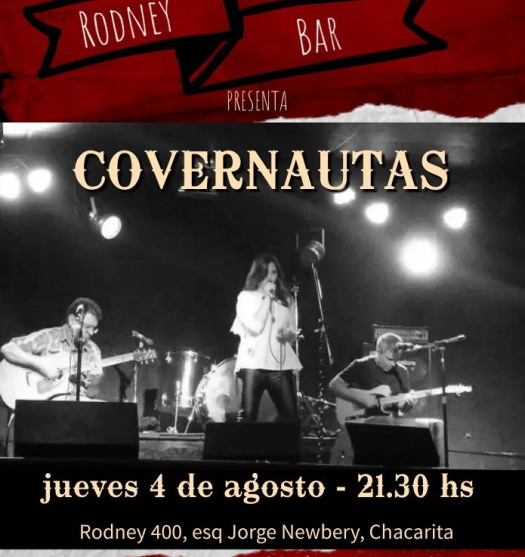 RODNEY
BAR
PRESENTA
COVERNAUTAS
jueves 4 de agosto - 21.30 hs
Rodney 400, esq Jorge Newbery, Chacarita